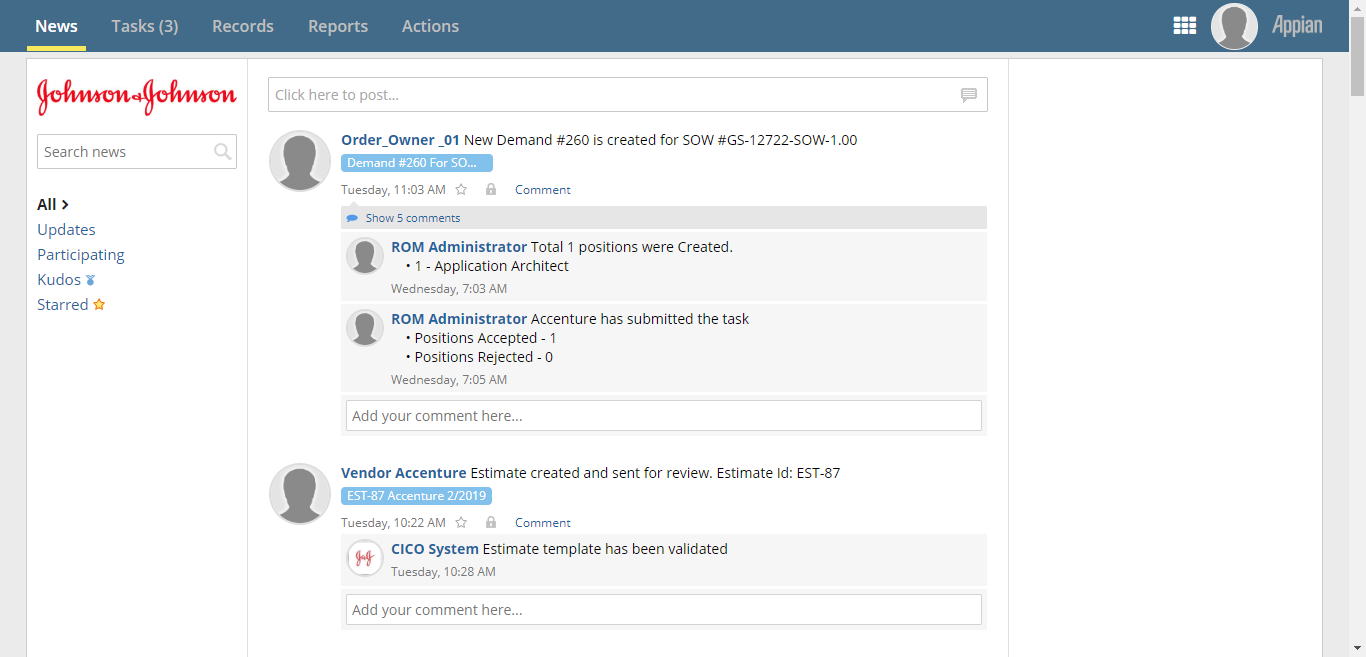 News
Tasks (3)
Records
Reports
Actions
Appian
Johnson & Johnson
Search news
All
Updates
Participating
Kudos
Starred
Click here to post...
Order_Owner _01 New Demand #260 is created for SOW #GS-12722-SOW-1.00
Demand #260 For SO...
Tuesday, 11:03 AM Comment
Show 5 comments
ROM Administrator Total 1 positions were Created.
• 1 - Application Architect
Wednesday, 7:03 AM
ROM Administrator Accenture has submitted the task
• Positions Accepted - 1
• Positions Rejected - 0
Wednesday, 7:05 AM
Add your comment here...
Vendor Accenture Estimate created and sent for review. Estimate Id: EST-87
EST-87 Accenture 2/2019
Tuesday, 10:22 AM Comment
J&J
CICO System Estimate template has been validated
Tuesday, 10:28 AM
Add your comment here...